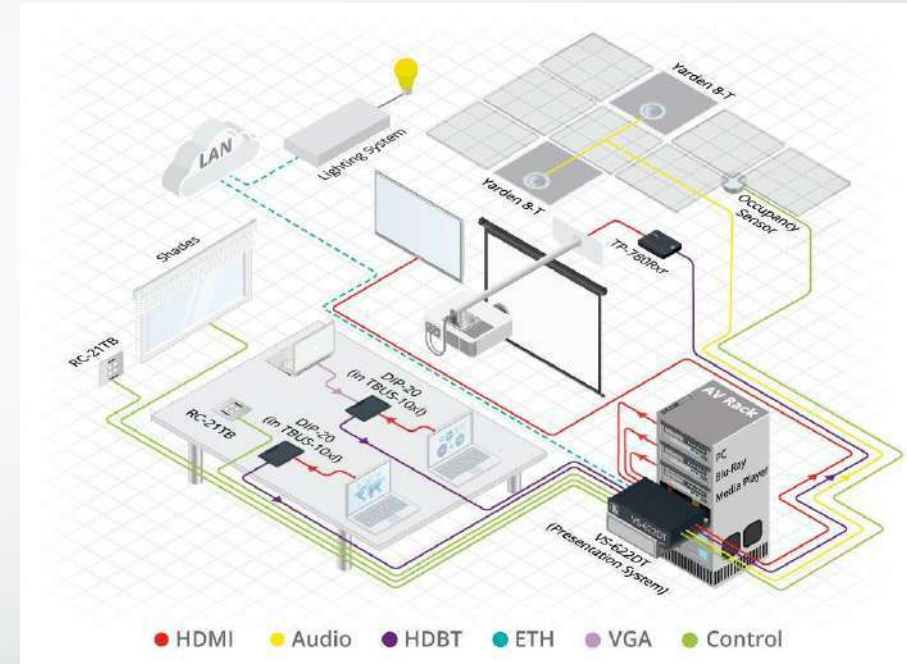 Yarden 8-T
LAN
Lighting System
Yarden 8-T
Occupancy
Sensor
TP-780Rxr
Shades
RC-21TB
DIP-20
(in TBUS-10xl)
RC-21TB
DIP-20
(in TBUS-10xl)
AV Rack
PC
Blu-Ray
Media Player
VS-622DT
VS-622DT
(Presentation System)
HDMI Audio HDBT ETH VGA Control